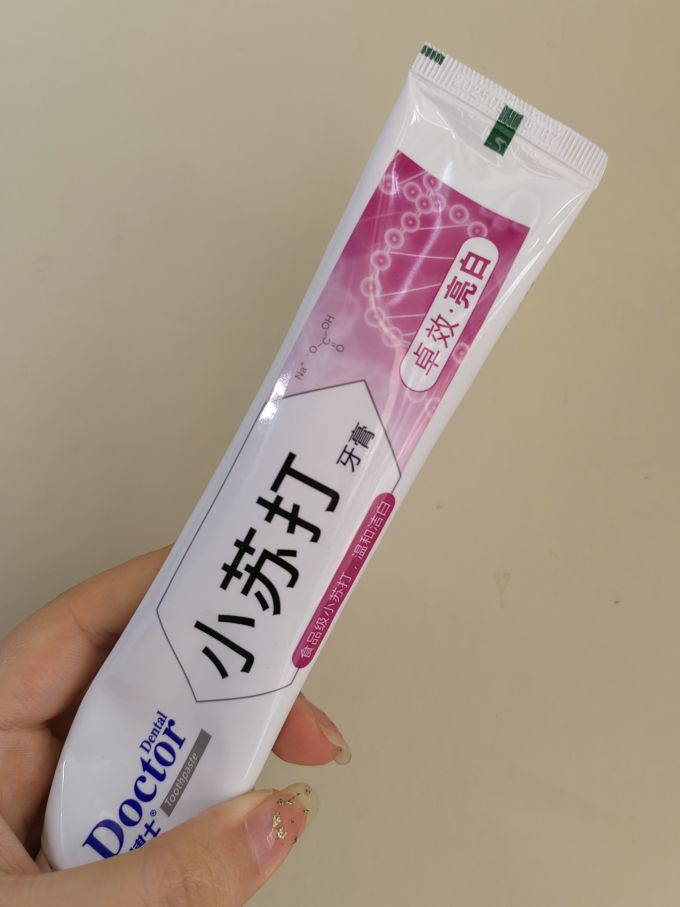 卓效·亮白
Na⁺
O
C
OH
O
小苏打
牙膏
食品级小苏打，温和洁白
Dental
Doctor
Toothpaste
士®